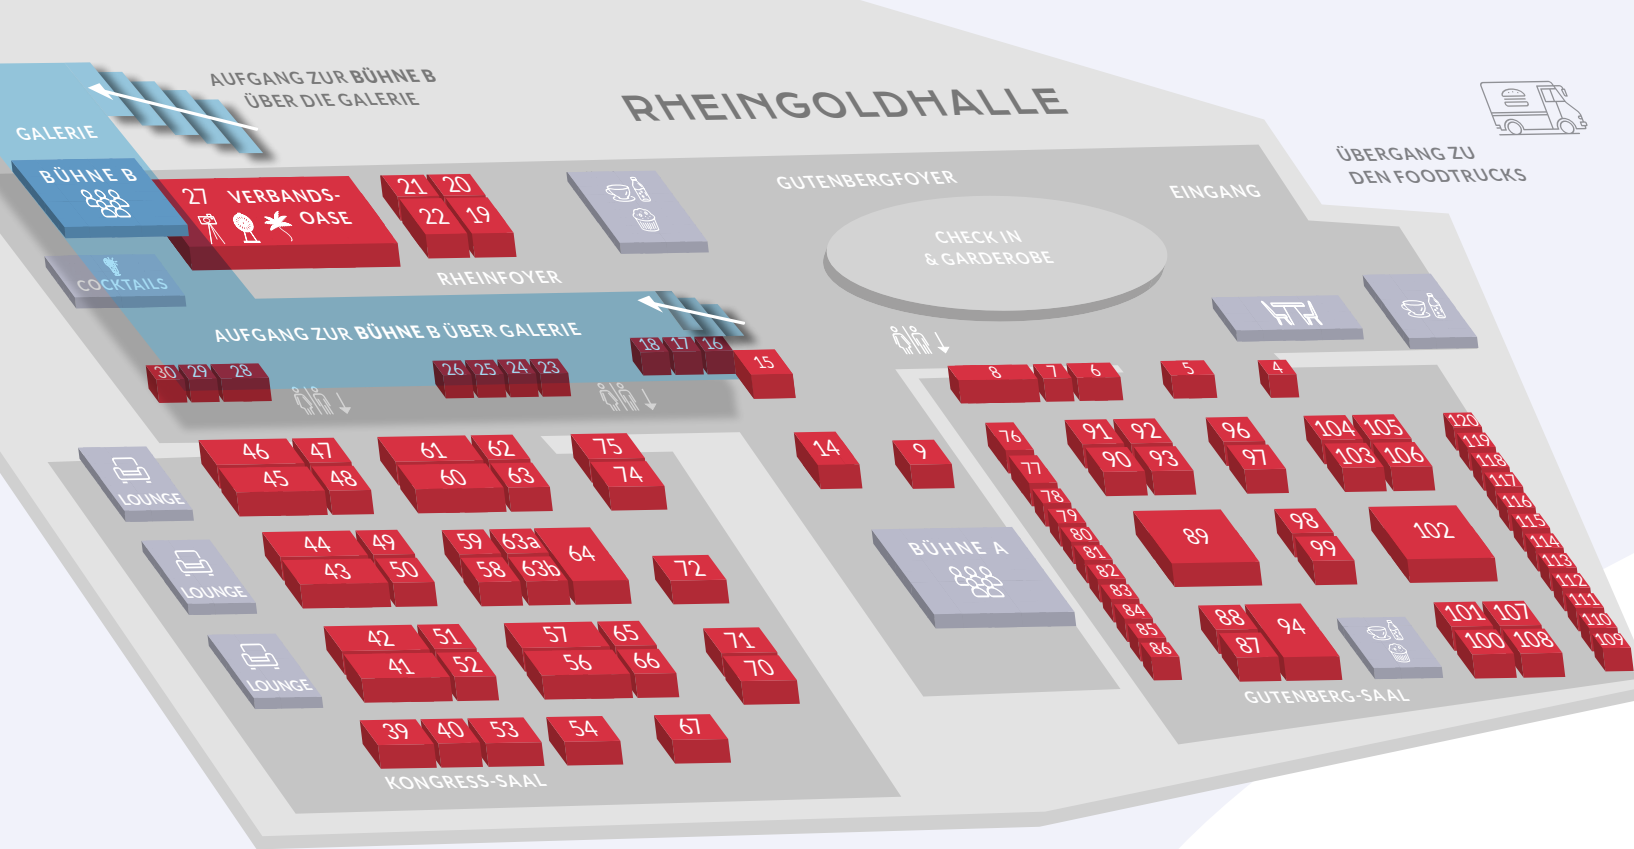 AUFGANG ZUR BÜHNE B
ÜBER DIE GALERIE
RHEINGOLDHALLE
GALERIE
ÜBERGANG ZU
DEN FOODTRUCKS
BÜHNE B
27 VERBANDS-
OASE
21 20
22 19
GUTENBERGFOYER
EINGANG
CHECK IN
& GARDEROBE
COCKTAILS
RHEINFOYER
AUFGANG ZUR BÜHNE B ÜBER GALERIE
18 17 16
15
30 29 28
26 25 24 23
8 7 6 5 4
14 9
LOUNGE
46 47
45 48
61 62
60 63
75
74
LOUNGE
44 49
43 50
59 63a 64
58 63b
72
LOUNGE
42 51
41 52
57 65
56 66
71
70
39 40 53 54 67
KONGRESS-SAAL
BÜHNE A
76
77
78
79
80
81
82
83
84
85
86
91 92
90 93
96
97
104 105
103 106
89
98
99
102
88 94
87
101 107
100 108
120
119
118
117
116
115
114
113
112
111
110
109
GUTENBERG-SAAL